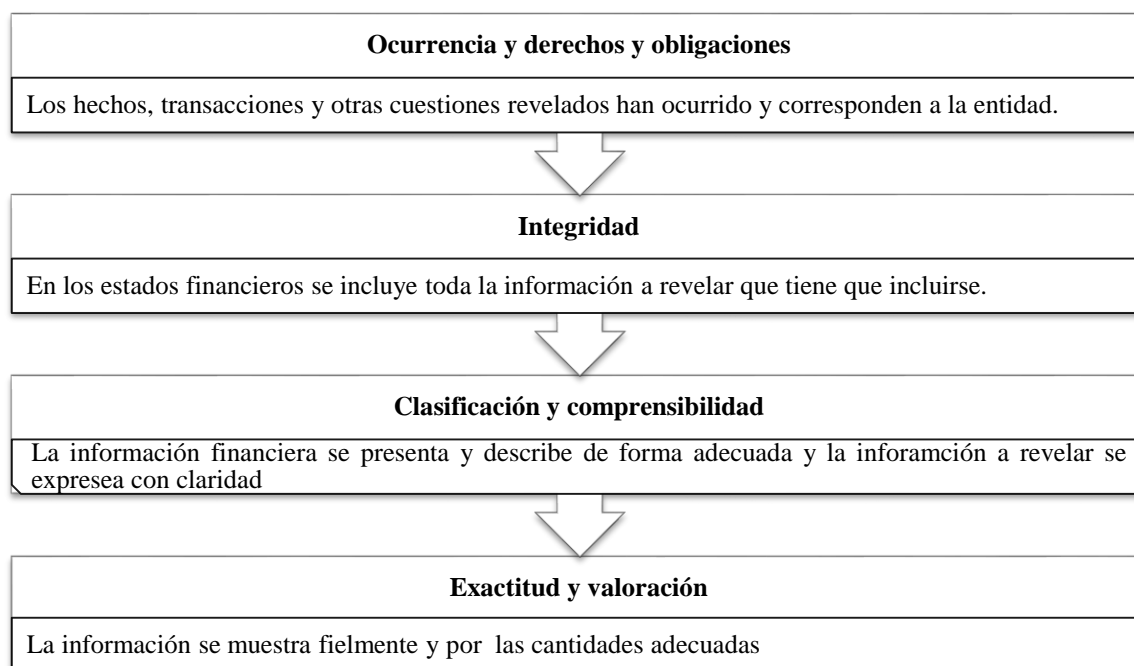 Ocurrencia y derechos y obligaciones
Los hechos, transacciones y otras cuestiones revelados han ocurrido y corresponden a la entidad.
Integridad
En los estados financieros se incluye toda la información a revelar que tiene que incluirse.
Clasificación y comprensibilidad
La información financiera se presenta y describe de forma adecuada y la inforamción a revelar se
expresea con claridad
Exactitud y valoración
La información se muestra fielmente y por las cantidades adecuadas